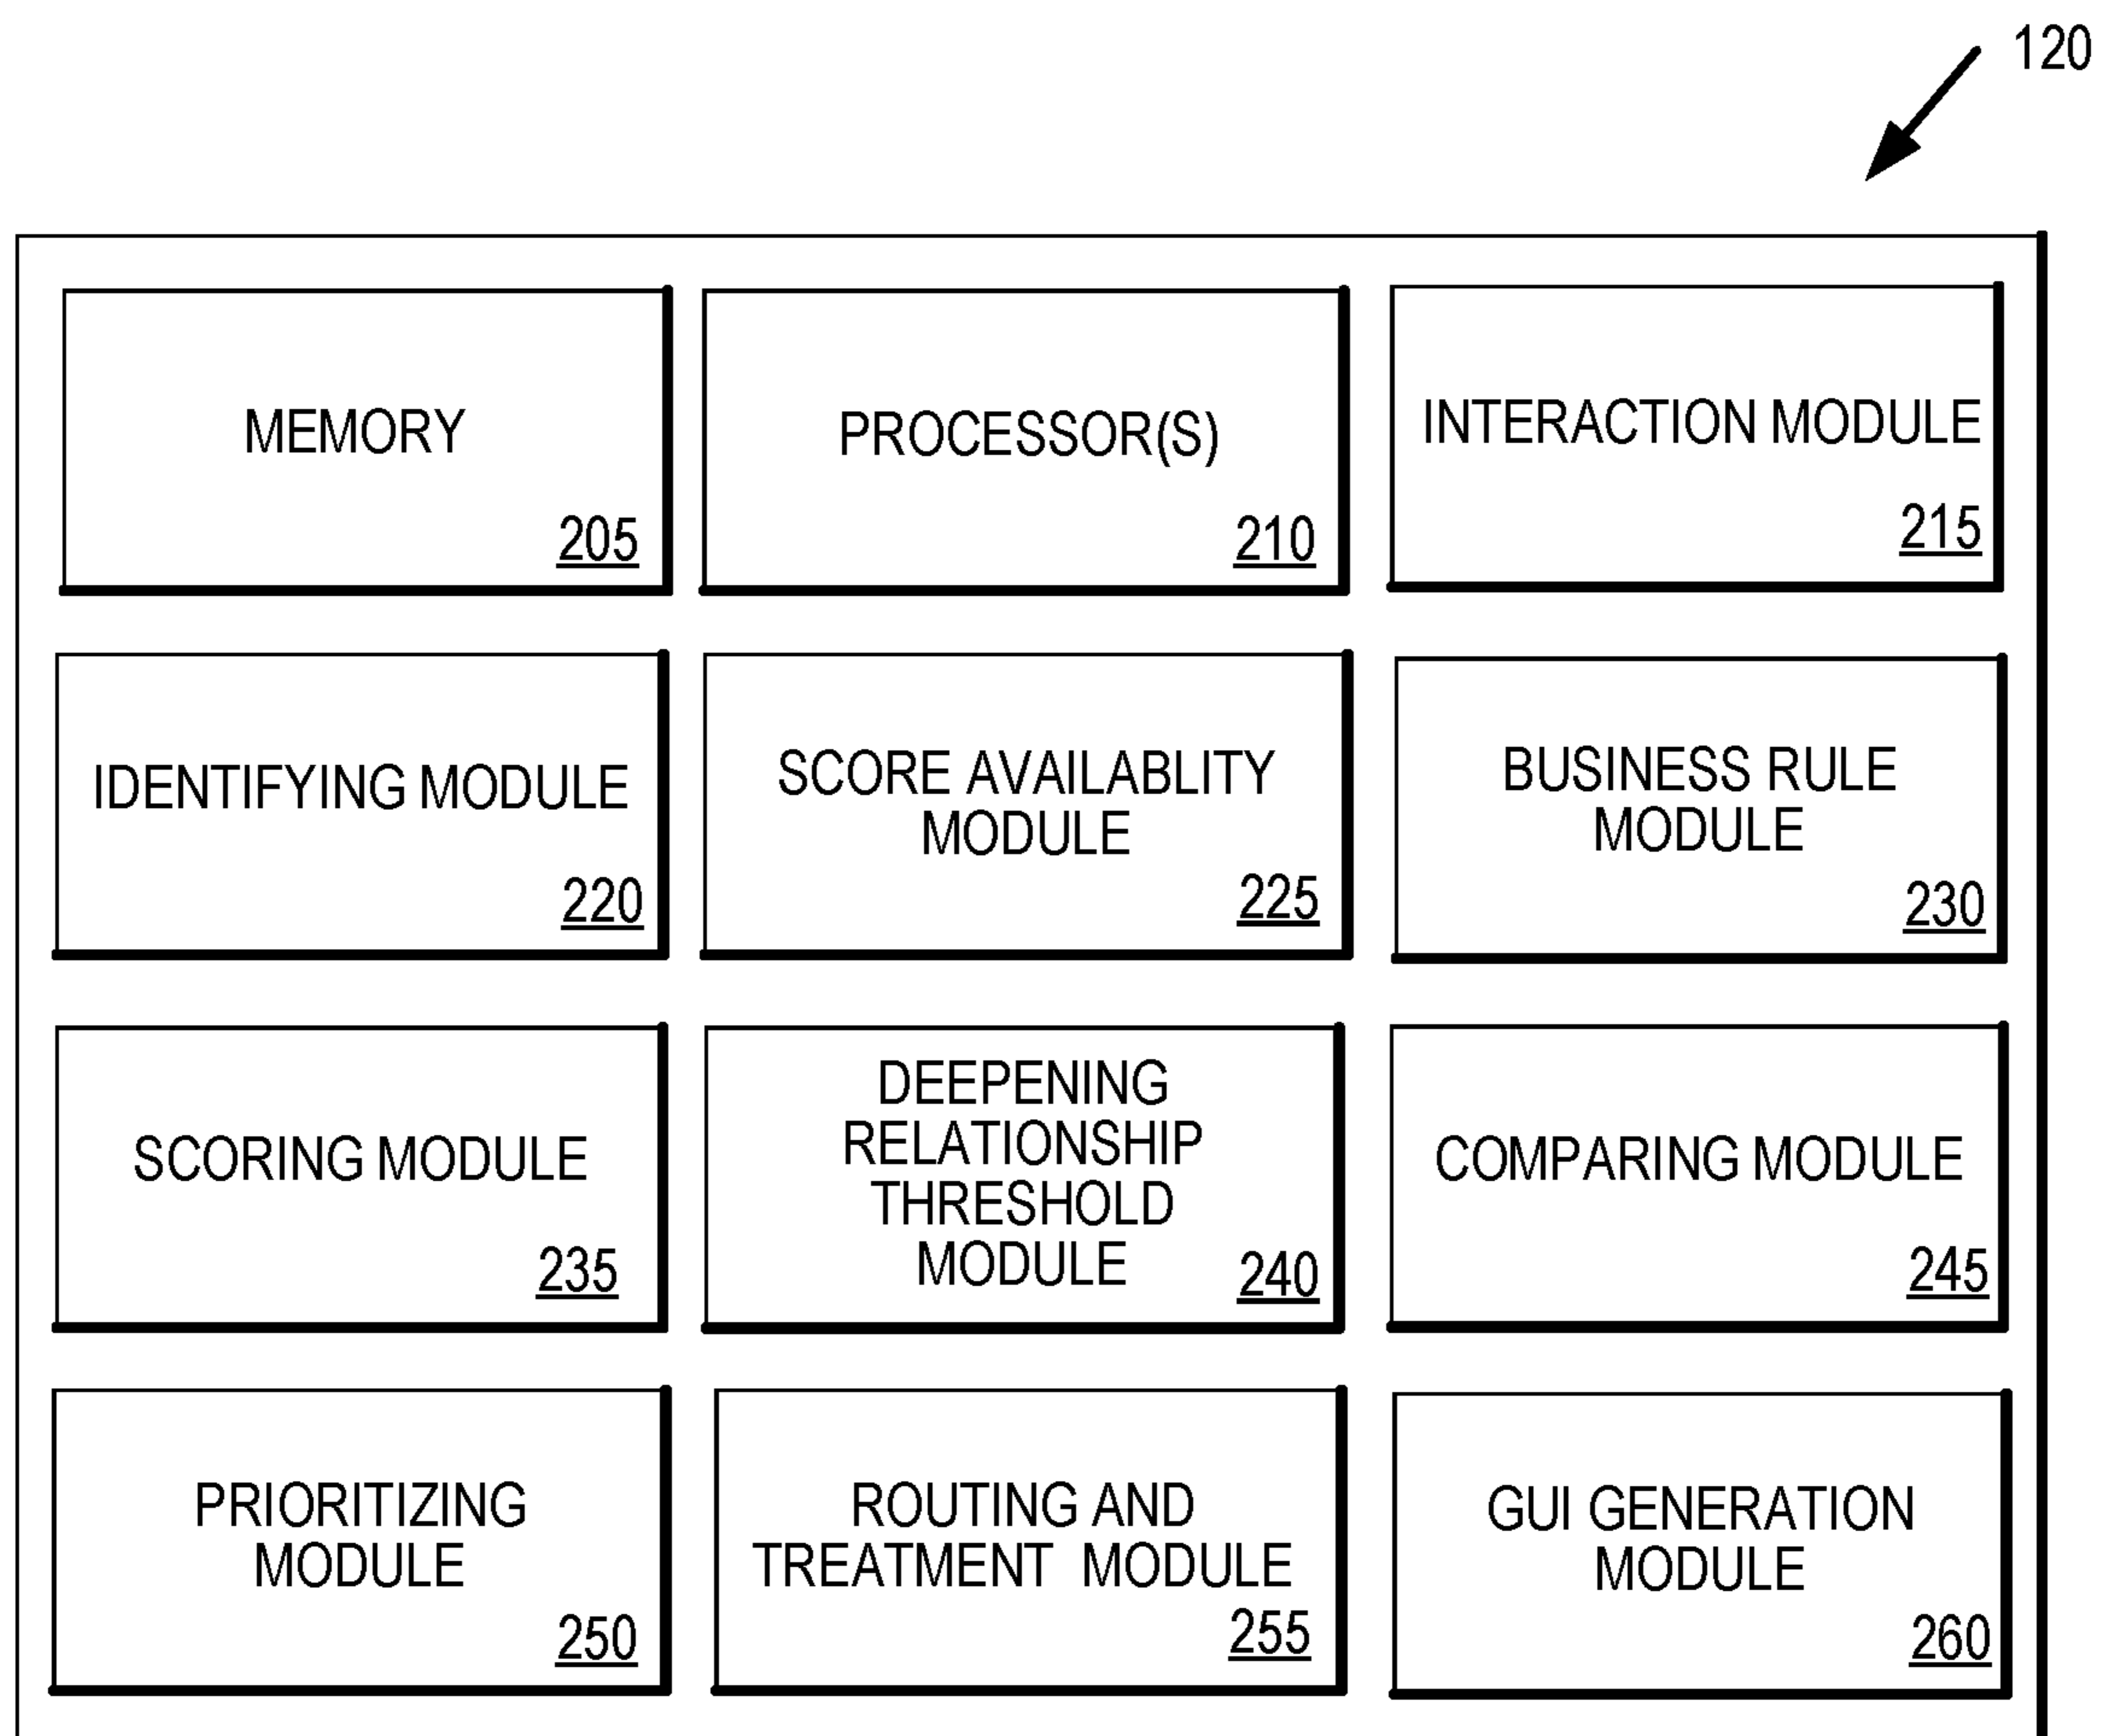 120
MEMORY
205
PROCESSOR(S)
210
INTERACTION MODULE
215
IDENTIFYING MODULE
220
SCORE AVAILABLITY
MODULE
225
BUSINESS RULE
MODULE
230
SCORING MODULE
235
DEEPENING
RELATIONSHIP
THRESHOLD
MODULE
240
COMPARING MODULE
245
PRIORITIZING
MODULE
250
ROUTING AND
TREATMENT MODULE
255
GUI GENERATION
MODULE
260